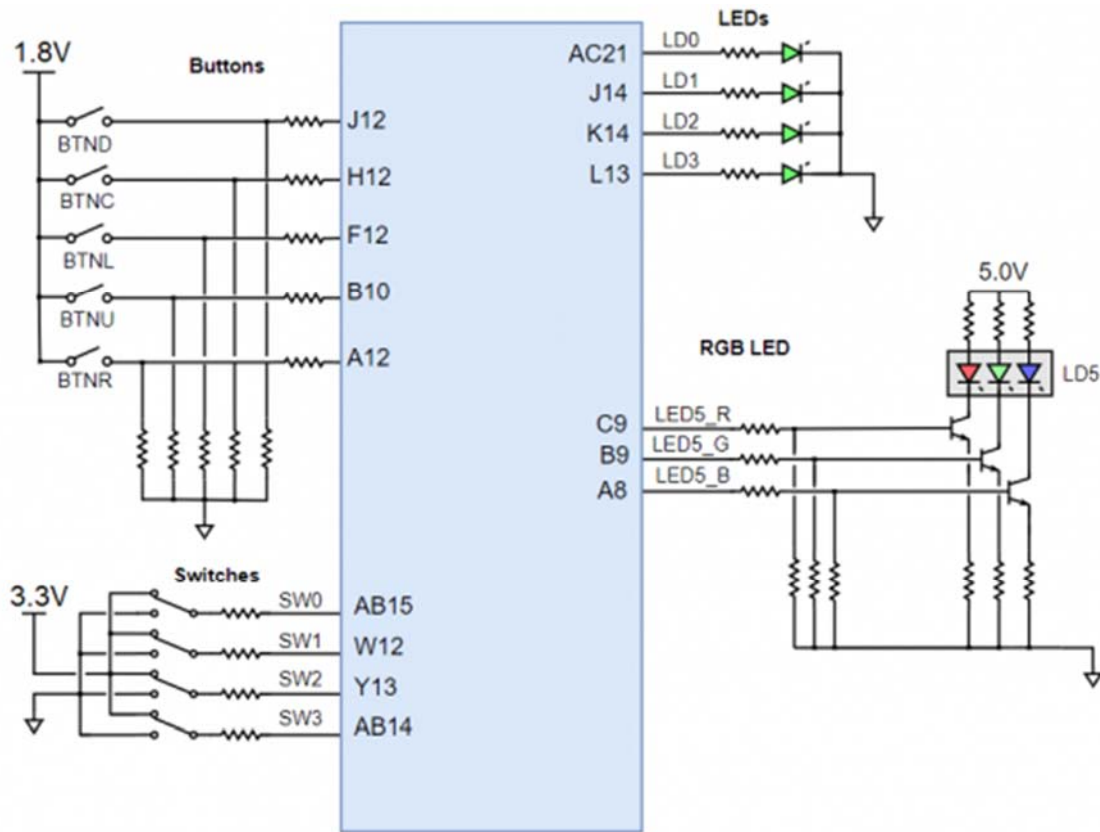 LEDs
1.8V
Buttons
BTND
J12
BTNC
H12
BTNL
F12
BTNU
B10
BTNR
A12
AC21
LD0
J14
LD1
K14
LD2
L13
LD3
5.0V
RGB LED
LD5
C9
LED5_R
B9
LED5_G
A8
LED5_B
Switches
3.3V
SW0
AB15
SW1
W12
SW2
Y13
SW3
AB14